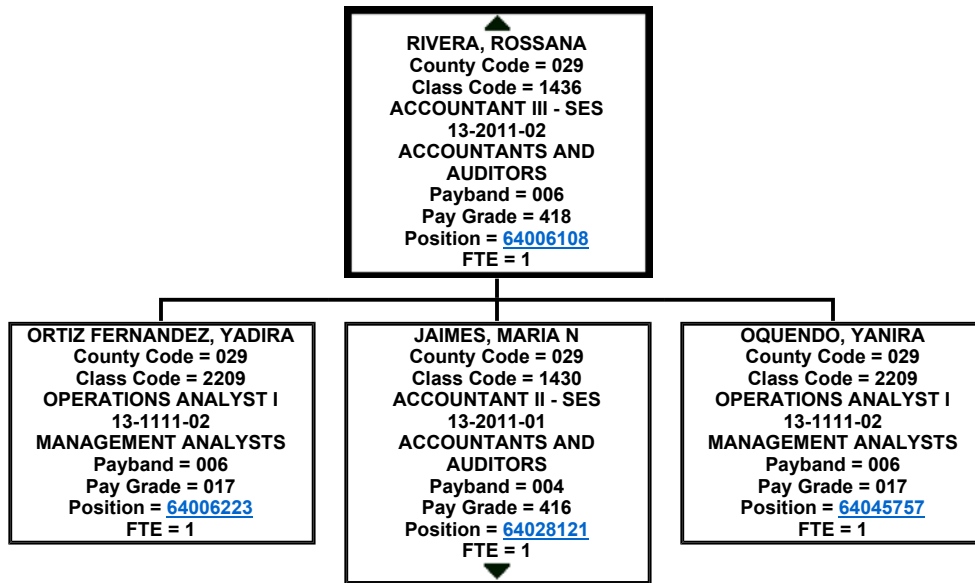 RIVERA, ROSSANA
County Code = 029
Class Code = 1436
ACCOUNTANT III - SES
13-2011-02
ACCOUNTANTS AND
AUDITORS
Payband = 006
Pay Grade = 418
Position = 64006108
FTE = 1
ORTIZ FERNANDEZ, YADIRA
County Code = 029
Class Code = 2209
OPERATIONS ANALYST I
13-1111-02
MANAGEMENT ANALYSTS
Payband = 006
Pay Grade = 017
Position = 64006223
FTE = 1
JAIMES, MARIA N
County Code = 029
Class Code = 1430
ACCOUNTANT II - SES
13-2011-01
ACCOUNTANTS AND
AUDITORS
Payband = 004
Pay Grade = 416
Position = 64028121
FTE = 1
OQUENDO, YANIRA
County Code = 029
Class Code = 2209
OPERATIONS ANALYST I
13-1111-02
MANAGEMENT ANALYSTS
Payband = 006
Pay Grade = 017
Position = 64045757
FTE = 1